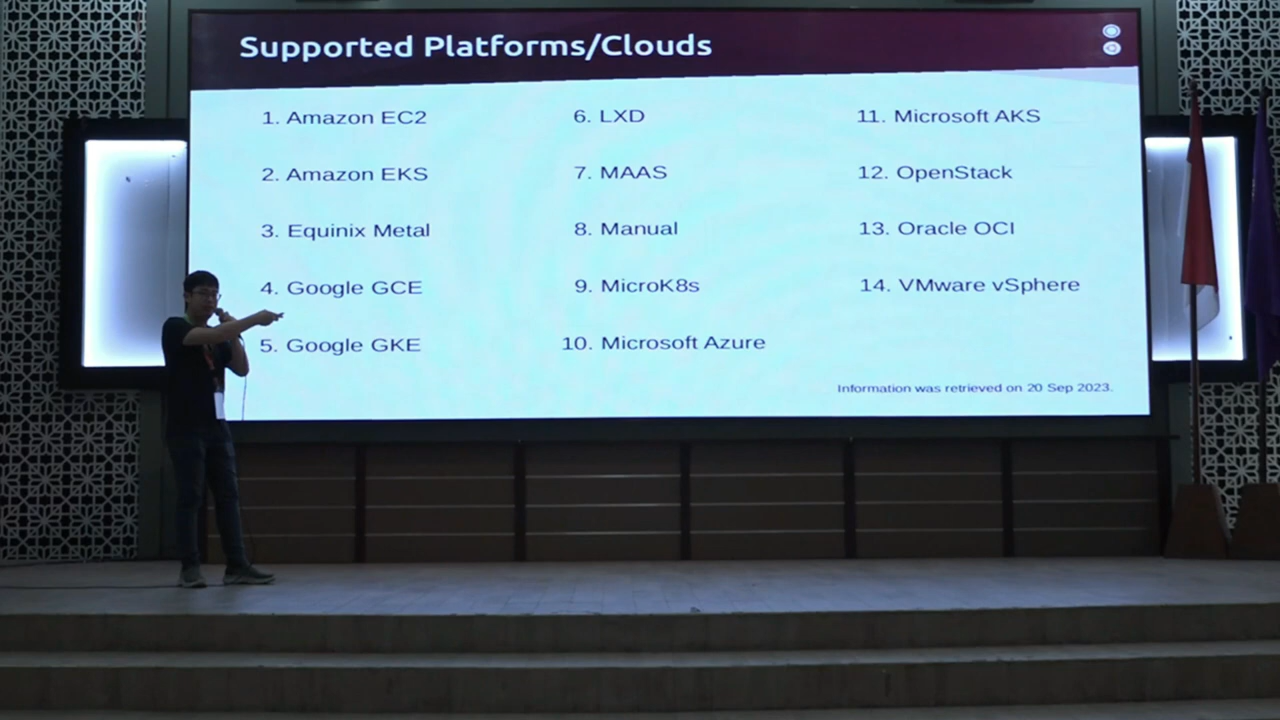 Supported Platforms/Clouds
1. Amazon EC2
2. Amazon EKS
3. Equinix Metal
4. Google GCE
5. Google GKE
6. LXD
7. MAAS
8. Manual
9. MicroK8s
10. Microsoft Azure
11. Microsoft AKS
12. OpenStack
13. Oracle OCI
14. VMware vSphere
Information was retrieved on 20 Sep 2023.